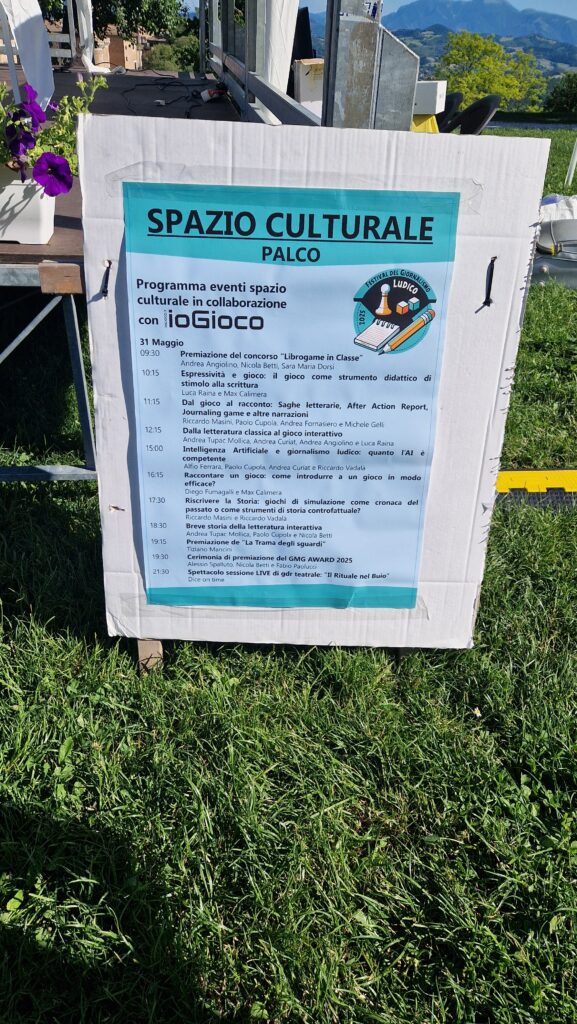 SPAZIO CULTURALE
PALCO
Programma eventi spazio
culturale in collaborazione
con ioGioco
FESTIVAL DEL GIORNALISMO
LUDICO
2025
31 Maggio
09:30 Premiazione del concorso "Librogame in Classe"
Andrea Angiolino, Nicola Betti, Sara Maria Dorsi
10:15 Espressività e gioco: il gioco come strumento didattico di
stimolo alla scrittura
Luca Raina e Max Calimera
11:15 Dal gioco al racconto: Saghe letterarie, After Action Report,
Journaling game e altre narrazioni
Riccardo Masini, Paolo Cupola, Andrea Fornasiero e Michele Gelli
12:15 Dalla letteratura classica al gioco interattivo
Andrea Tupac Mollica, Andrea Curiat, Andrea Angiolino e Luca Raina
15:00 Intelligenza Artificiale e giornalismo ludico: quanto l'AI è
competente
Alfio Ferrara, Paolo Cupola, Andrea Curiat e Riccardo Vadalà
16:15 Raccontare un gioco: come introdurre a un gioco in modo
efficace?
Diego Fumagalli e Max Calimera
17:30 Riscrivere la Storia: giochi di simulazione come cronaca del
passato o come strumenti di storia controfattuale?
Riccardo Masini e Riccardo Vadalà
18:30 Breve storia della letteratura interattiva
Andrea Tupac Mollica, Paolo Cupola e Nicola Betti
19:15 Premiazione de "La Trama degli sguardi"
Tiziano Mancini
19:30 Cerimonia di premiazione del GMG AWARD 2025
Alessio Spalluto, Nicola Betti e Fabio Paolucci
21:30 Spettacolo sessione LIVE di gdr teatrale: "Il Rituale nel Buio"
Dice on time